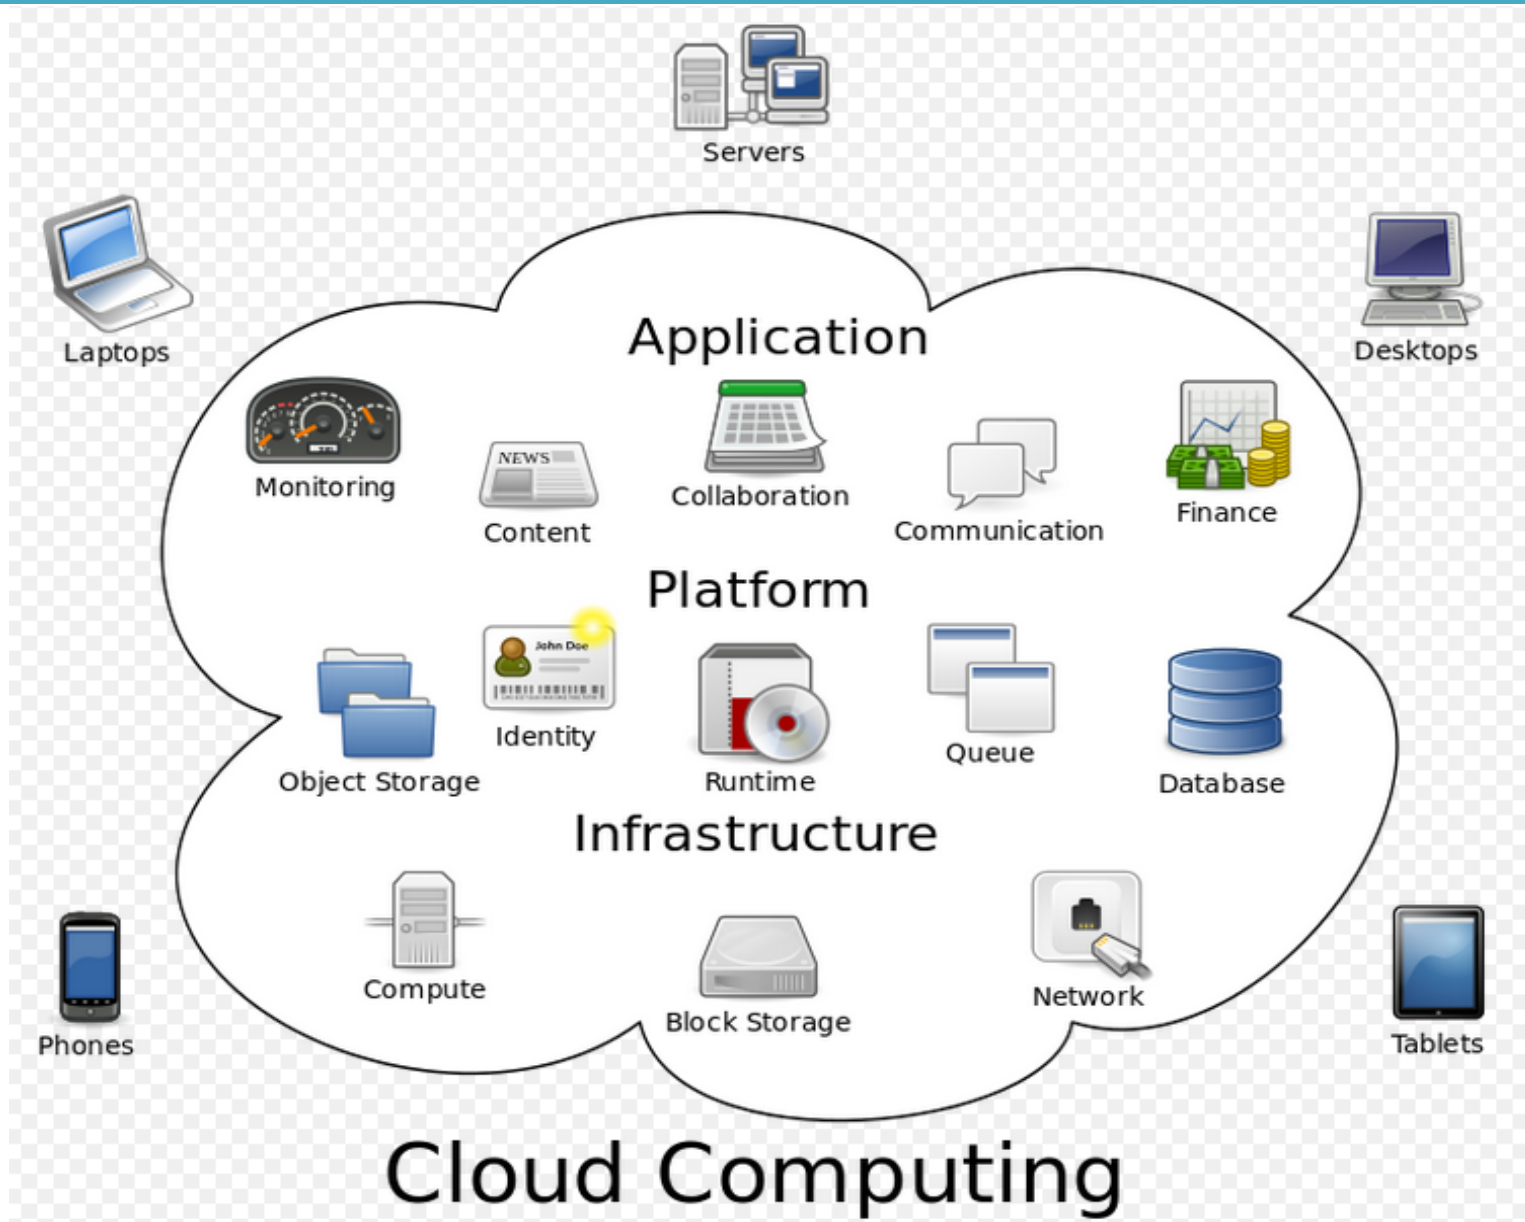 Servers
Laptops
Desktops
Application
Monitoring
NEWS
Content
Collaboration
Communication
Finance
Platform
Object Storage
John Doe
Identity
Runtime
Queue
Database
Infrastructure
Compute
Block Storage
Network
Phones
Tablets
Cloud Computing